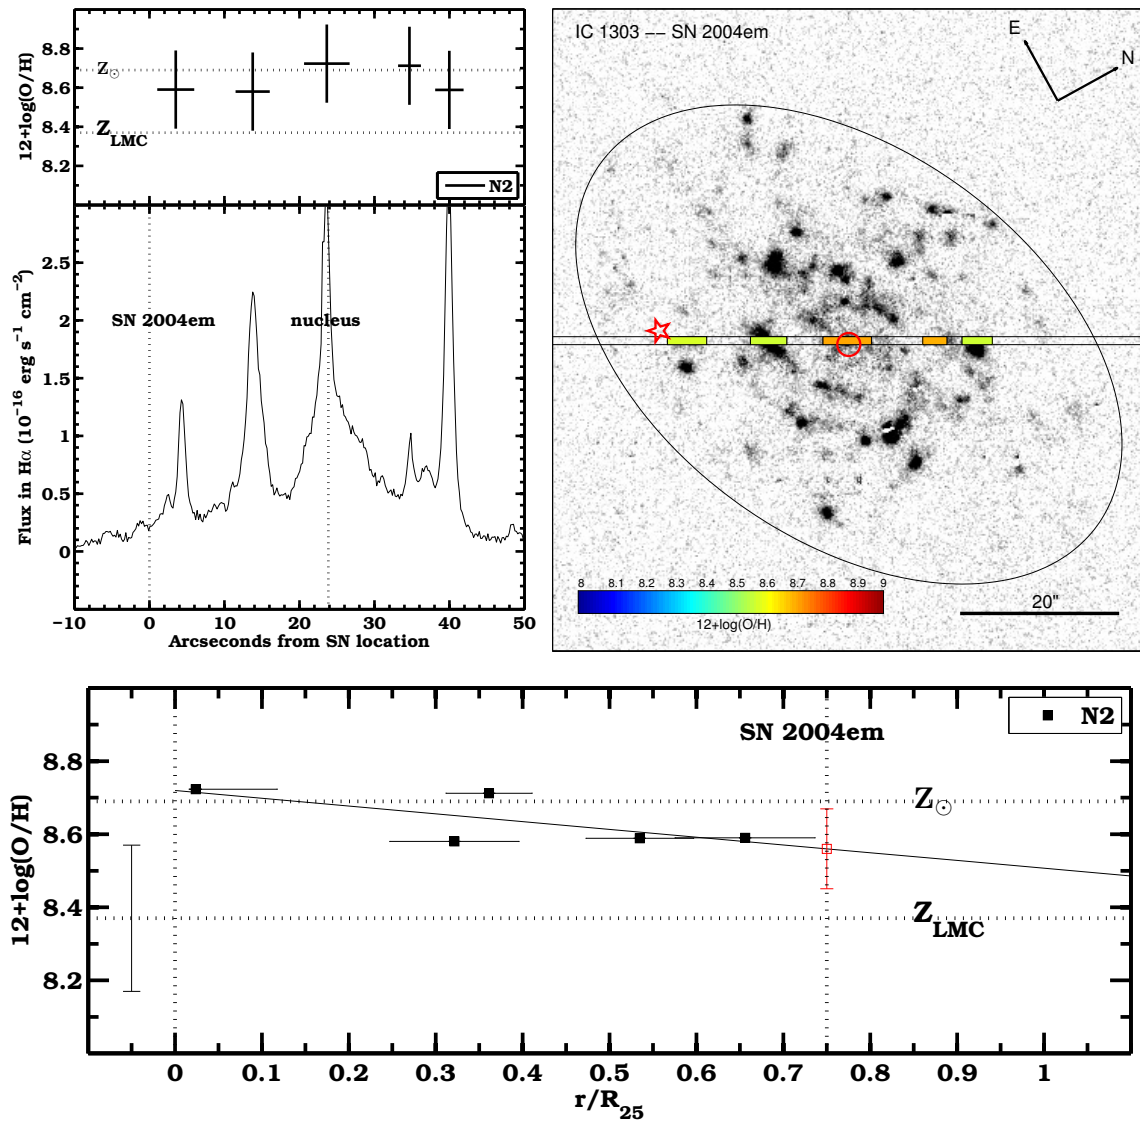 8.8
8.6
8.4
8.2
12+log(O/H)
Z⊙
Z_LMC
N2
2.5
2
1.5
1
0.5
0
Flux in Hα (10^−16 erg s^−1 cm^−2)
SN 2004em
nucleus
−10 0 10 20 30 40 50
Arcseconds from SN location
IC 1303 −− SN 2004em
E
N
8 8.1 8.2 8.3 8.4 8.5 8.6 8.7 8.8 8.9 9
12+log(O/H)
20"
SN 2004em
N2
8.8
8.6
8.4
8.2
12+log(O/H)
Z⊙
Z_LMC
0 0.1 0.2 0.3 0.4 0.5 0.6 0.7 0.8 0.9 1
r/R_25